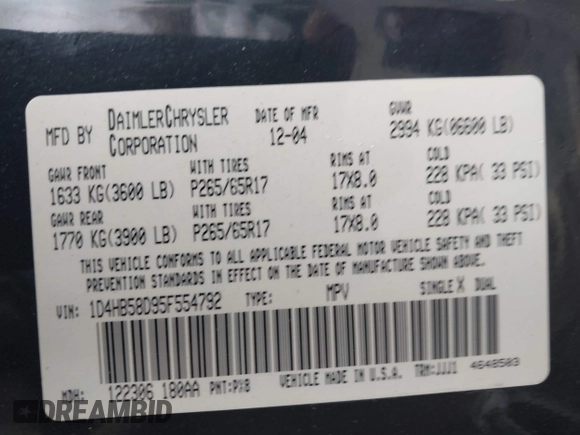 MFD BY DAIMLERCHRYSLER CORPORATION DATE OF MFR 12-04 GVWR 2994 KG(06600 LB)
GAWR FRONT WITH TIRES RIMS AT COLD
1633 KG(3600 LB) P265/65R17 17X8.0 228 KPA( 33 PSI)
GAWR REAR WITH TIRES RIMS AT COLD
1770 KG(3900 LB) P265/65R17 17X8.0 228 KPA( 33 PSI)
THIS VEHICLE CONFORMS TO ALL APPLICABLE FEDERAL MOTOR VEHICLE SAFETY AND THEFT
PREVENTION STANDARDS IN EFFECT ON THE DATE OF MANUFACTURE SHOWN ABOVE.
VIN: 1D4HB58D95F554792 TYPE: MPV SINGLE X DUAL
MDH: 122306 180AA PNT:PXB VEHICLE MADE IN U.S.A. TRM:JJJ1 4648503
DREAMBID